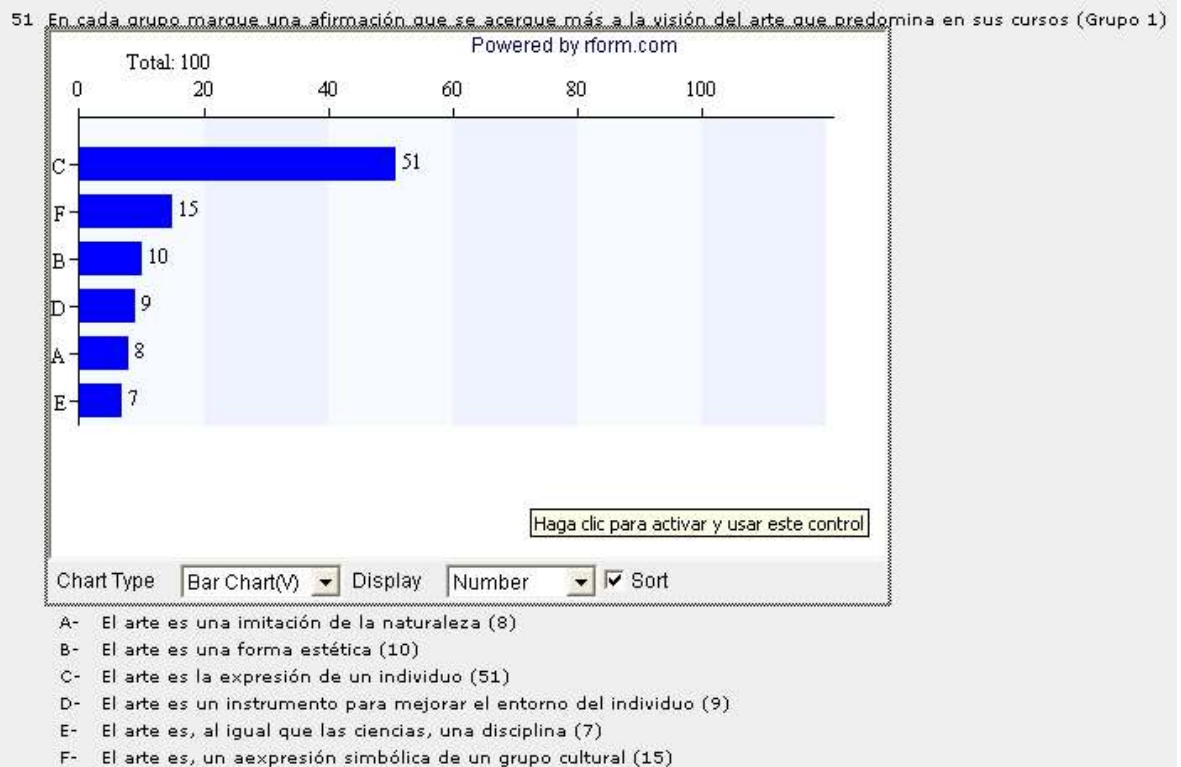 51 En cada grupo marque una afirmación que se acerque más a la visión del arte que predomina en sus cursos (Grupo 1)
Powered by rform.com
Total: 100
0 20 40 60 80 100
C 51
F 15
B 10
D 9
A 8
E 7
Haga clic para activar y usar este control
Chart Type Bar Chart(V) Display Number Sort
A- El arte es una imitación de la naturaleza (8)
B- El arte es una forma estética (10)
C- El arte es la expresión de un individuo (51)
D- El arte es un instrumento para mejorar el entorno del individuo (9)
E- El arte es, al igual que las ciencias, una disciplina (7)
F- El arte es, un aexpresión simbólica de un grupo cultural (15)